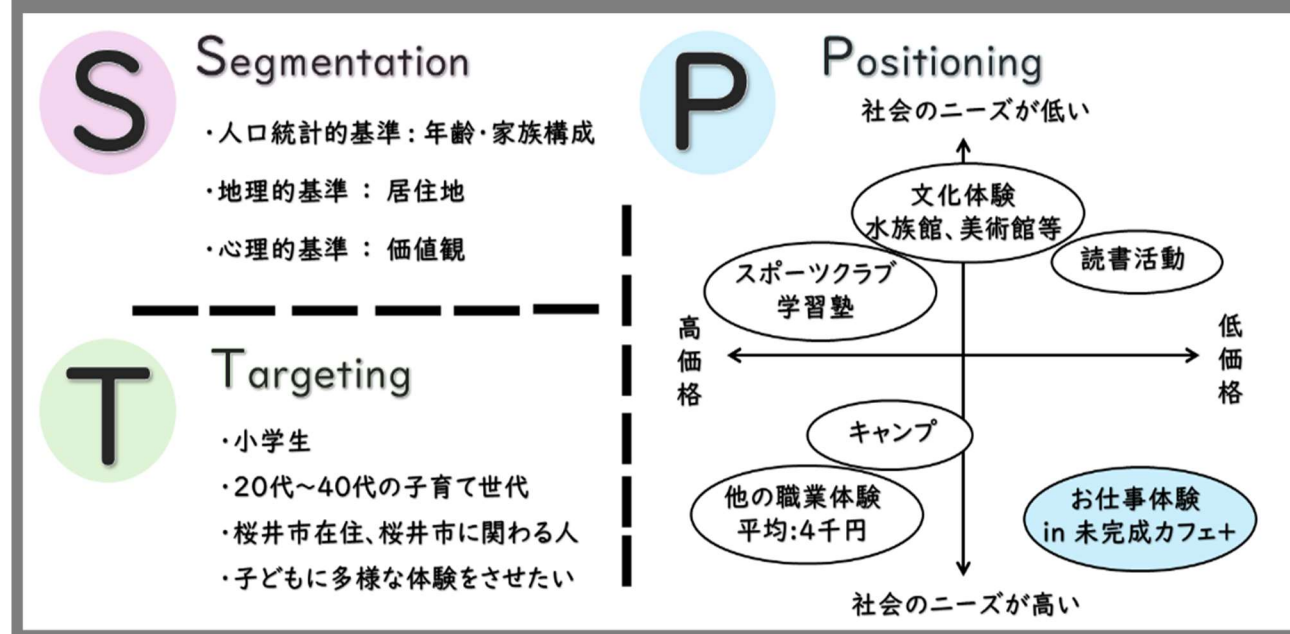 S
Segmentation
・人口統計的基準：年齢・家族構成
・地理的基準 ： 居住地
・心理的基準 ： 価値観
T
Targeting
・小学生
・20代～40代の子育て世代
・桜井市在住、桜井市に関わる人
・子どもに多様な体験をさせたい
P
Positioning
社会のニーズが低い
文化体験
水族館、美術館等
読書活動
スポーツクラブ
学習塾
高価格
低価格
キャンプ
他の職業体験
平均:4千円
お仕事体験
in 未完成カフェ+
社会のニーズが高い